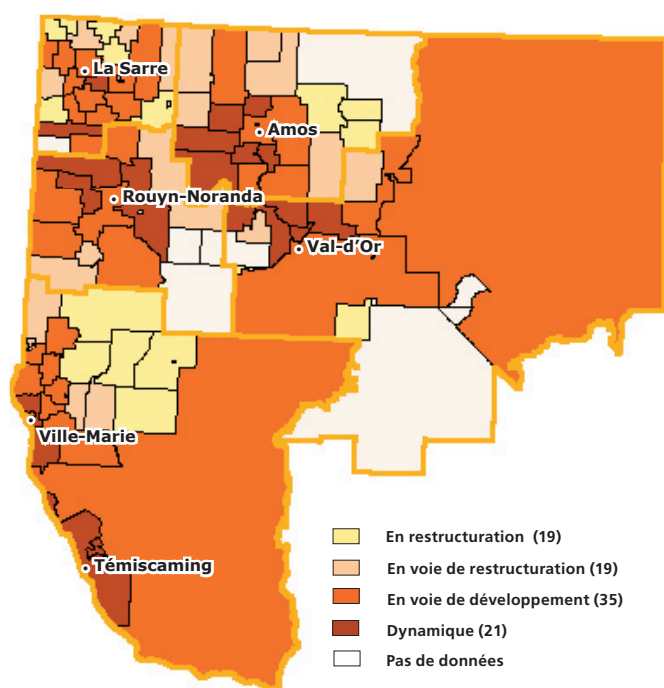 La Sarre
Amos
Rouyn-Noranda
Val-d'Or
Ville-Marie
Témiscaming
En restructuration (19)
En voie de restructuration (19)
En voie de développement (35)
Dynamique (21)
Pas de données